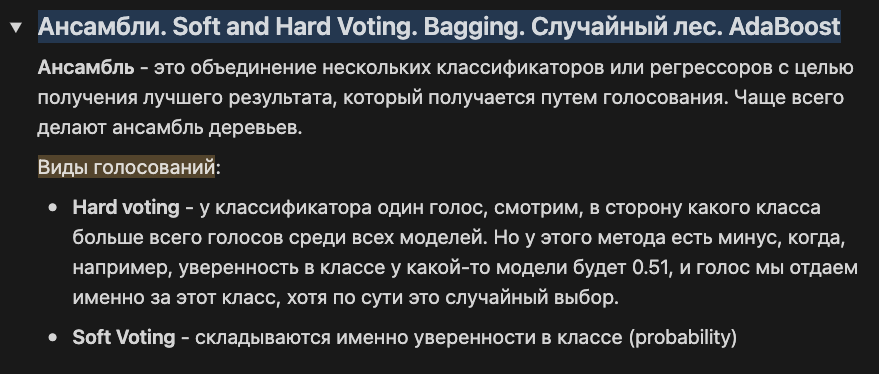 Ансамбли. Soft and Hard Voting. Bagging. Случайный лес. AdaBoost
Ансамбль - это объединение нескольких классификаторов или регрессоров с целью
получения лучшего результата, который получается путем голосования. Чаще всего
делают ансамбль деревьев.
Виды голосований:
Hard voting - у классификатора один голос, смотрим, в сторону какого класса
больше всего голосов среди всех моделей. Но у этого метода есть минус, когда,
например, уверенность в классе у какой-то модели будет 0.51, и голос мы отдаем
именно за этот класс, хотя по сути это случайный выбор.
Soft Voting - складываются именно уверенности в классе (probability)